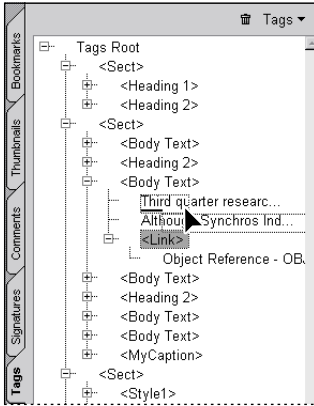 Tags
Tags Root
<Sect>
<Heading 1>
<Heading 2>
<Sect>
<Body Text>
<Heading 2>
<Body Text>
Third quarter researc...
Synchros Ind...
<Link>
Object Reference - OBJ
<Body Text>
<Heading 2>
<Body Text>
<Body Text>
<MyCaption>
<Sect>
<Style1>
Bookmarks
Thumbnails
Comments
Signatures
Tags